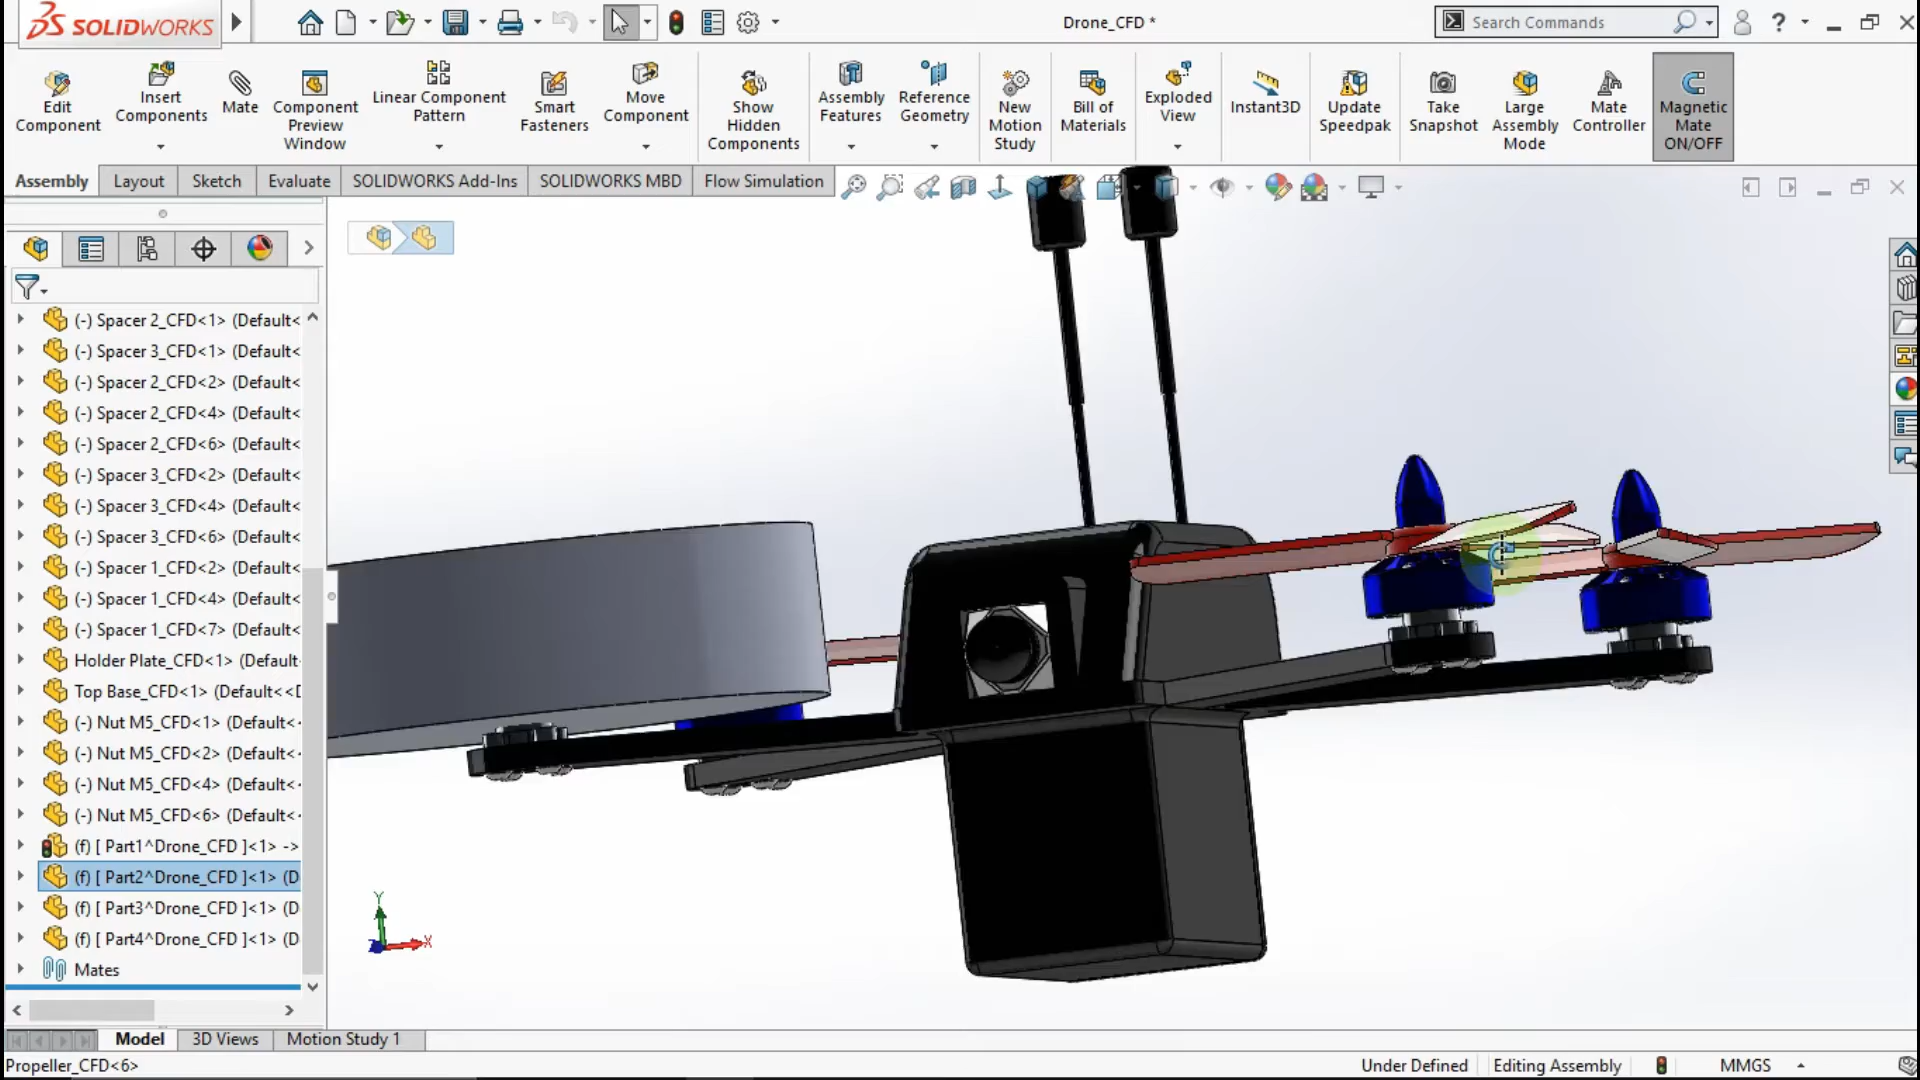 SOLIDWORKS
Drone_CFD *
Search Commands
?
Edit Component
Insert Components
Mate
Component Preview Window
Linear Component Pattern
Smart Fasteners
Move Component
Show Hidden Components
Assembly Features
Reference Geometry
New Motion Study
Bill of Materials
Exploded View
Instant3D
Update Speedpak
Take Snapshot
Large Assembly Mode
Mate Controller
Magnetic Mate ON/OFF
Assembly
Layout
Sketch
Evaluate
SOLIDWORKS Add-Ins
SOLIDWORKS MBD
Flow Simulation
(-) Spacer 2_CFD<1> (Default<
(-) Spacer 3_CFD<1> (Default<
(-) Spacer 2_CFD<2> (Default<
(-) Spacer 2_CFD<4> (Default<
(-) Spacer 2_CFD<6> (Default<
(-) Spacer 3_CFD<2> (Default<
(-) Spacer 3_CFD<4> (Default<
(-) Spacer 3_CFD<6> (Default<
(-) Spacer 1_CFD<2> (Default<
(-) Spacer 1_CFD<4> (Default<
(-) Spacer 1_CFD<7> (Default<
Holder Plate_CFD<1> (Default
Top Base_CFD<1> (Default<<D
(-) Nut M5_CFD<1> (Default<
(-) Nut M5_CFD<2> (Default<
(-) Nut M5_CFD<4> (Default<
(-) Nut M5_CFD<6> (Default<
(f) [ Part1^Drone_CFD ]<1> ->
(f) [ Part2^Drone_CFD ]<1> (D
(f) [ Part3^Drone_CFD ]<1> (D
(f) [ Part4^Drone_CFD ]<1> (D
Mates
Y
X
Model
3D Views
Motion Study 1
Propeller_CFD<6>
Under Defined
Editing Assembly
MMGS